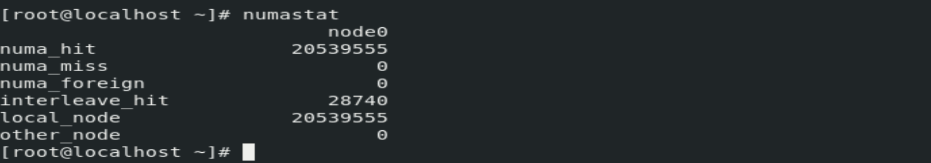 [root@localhost ~]# numastat
node0
numa_hit 20539555
numa_miss 0
numa_foreign 0
interleave_hit 28740
local_node 20539555
other_node 0
[root@localhost ~]#